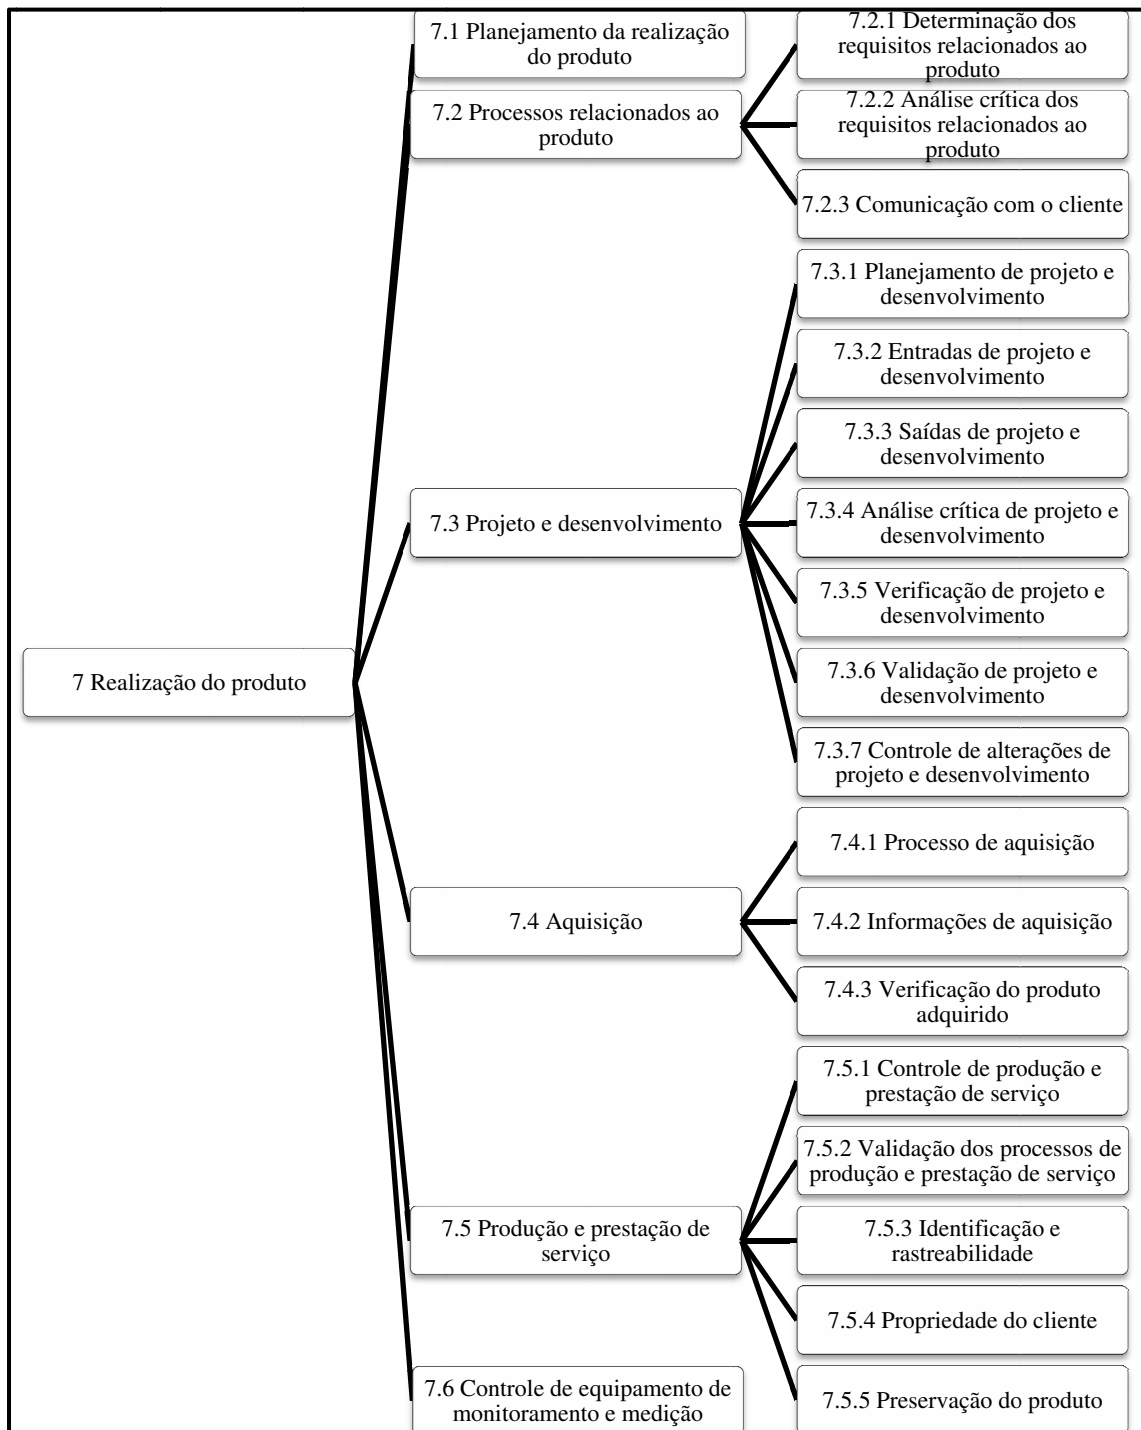 7 Realização do produto
7.1 Planejamento da realização
do produto
7.2 Processos relacionados ao
produto
7.2.1 Determinação dos
requisitos relacionados ao
produto
7.2.2 Análise crítica dos
requisitos relacionados ao
produto
7.2.3 Comunicação com o cliente
7.3 Projeto e desenvolvimento
7.3.1 Planejamento de projeto e
desenvolvimento
7.3.2 Entradas de projeto e
desenvolvimento
7.3.3 Saídas de projeto e
desenvolvimento
7.3.4 Análise crítica de projeto e
desenvolvimento
7.3.5 Verificação de projeto e
desenvolvimento
7.3.6 Validação de projeto e
desenvolvimento
7.3.7 Controle de alterações de
projeto e desenvolvimento
7.4 Aquisição
7.4.1 Processo de aquisição
7.4.2 Informações de aquisição
7.4.3 Verificação do produto
adquirido
7.5 Produção e prestação de
serviço
7.5.1 Controle de produção e
prestação de serviço
7.5.2 Validação dos processos de
produção e prestação de serviço
7.5.3 Identificação e
rastreabilidade
7.5.4 Propriedade do cliente
7.5.5 Preservação do produto
7.6 Controle de equipamento de
monitoramento e medição